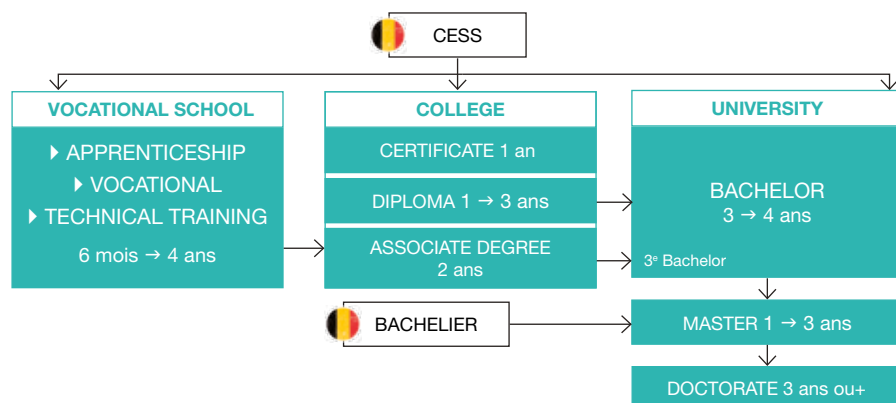 CESS
VOCATIONAL SCHOOL
APPRENTICESHIP
VOCATIONAL
TECHNICAL TRAINING
6 mois → 4 ans
COLLEGE
CERTIFICATE 1 an
DIPLOMA 1 → 3 ans
ASSOCIATE DEGREE
2 ans
UNIVERSITY
BACHELOR
3 → 4 ans
3e Bachelor
BACHELIER
MASTER 1 → 3 ans
DOCTORATE 3 ans ou+